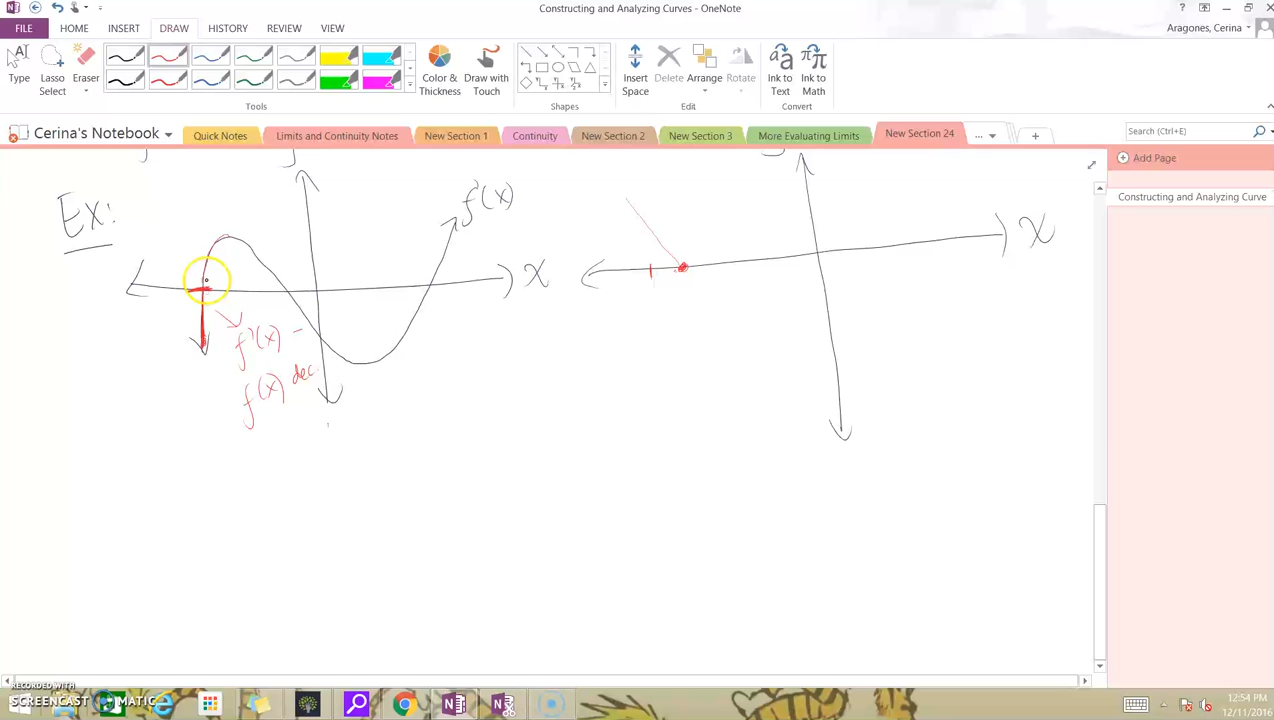 Constructing and Analyzing Curves - OneNote
FILE HOME INSERT DRAW HISTORY REVIEW VIEW
Aragones, Cerina
Type
Lasso Select
Eraser
Color & Thickness
Draw with Touch
Insert Space
Delete
Arrange
Rotate
Ink to Text
Ink to Math
Tools Shapes Edit Convert
Cerina's Notebook Quick Notes Limits and Continuity Notes New Section 1 Continuity New Section 2 New Section 3 More Evaluating Limits New Section 24 ... Search (Ctrl+E)
Add Page
Constructing and Analyzing Curve
Ex:
f'(x)
x
x
f'(x) -
f(x) dec.
RECORDED WITH
SCREENCAST MATIC
12:54 PM
12/11/2016